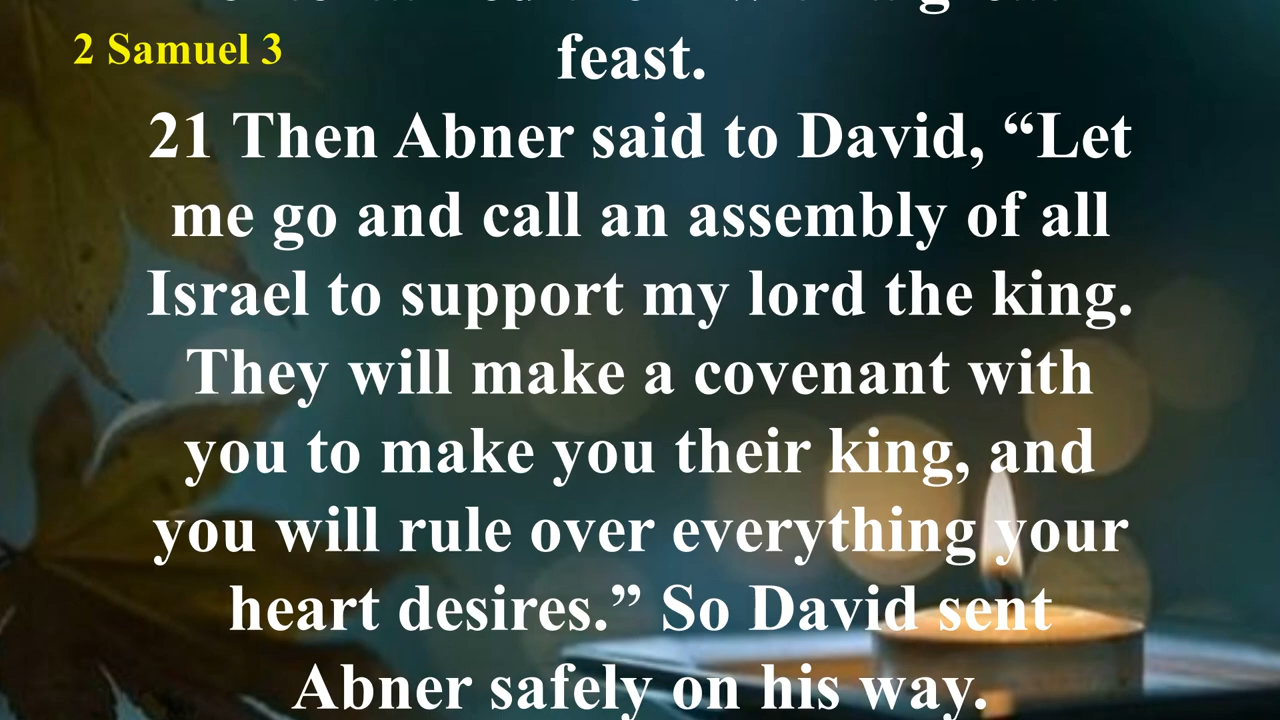 2 Samuel 3
feast.
21 Then Abner said to David, “Let
me go and call an assembly of all
Israel to support my lord the king.
They will make a covenant with
you to make you their king, and
you will rule over everything your
heart desires.” So David sent
Abner safely on his way.